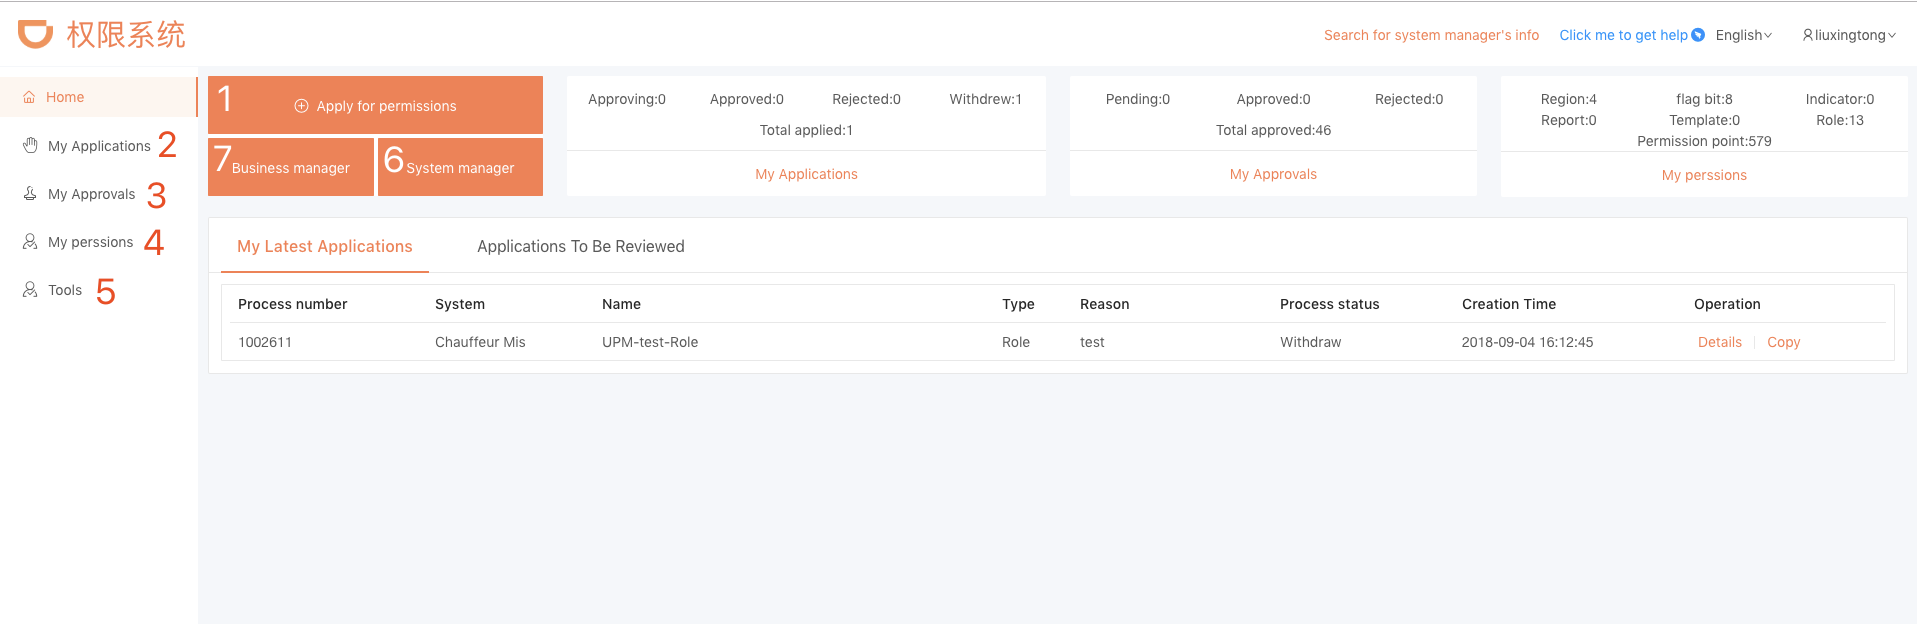 权限系统
Search for system manager's info Click me to get help English liuxingtong
Home
My Applications 2
My Approvals 3
My perssions 4
Tools 5
1 Apply for permissions
7 Business manager
6 System manager
Approving:0 Approved:0 Rejected:0 Withdrew:1
Total applied:1
My Applications
Pending:0 Approved:0 Rejected:0
Total approved:46
My Approvals
Region:4 flag bit:8 Indicator:0
Report:0 Template:0 Role:13
Permission point:579
My perssions
My Latest Applications Applications To Be Reviewed
Process number System Name Type Reason Process status Creation Time Operation
1002611 Chauffeur Mis UPM-test-Role Role test Withdraw 2018-09-04 16:12:45 Details Copy